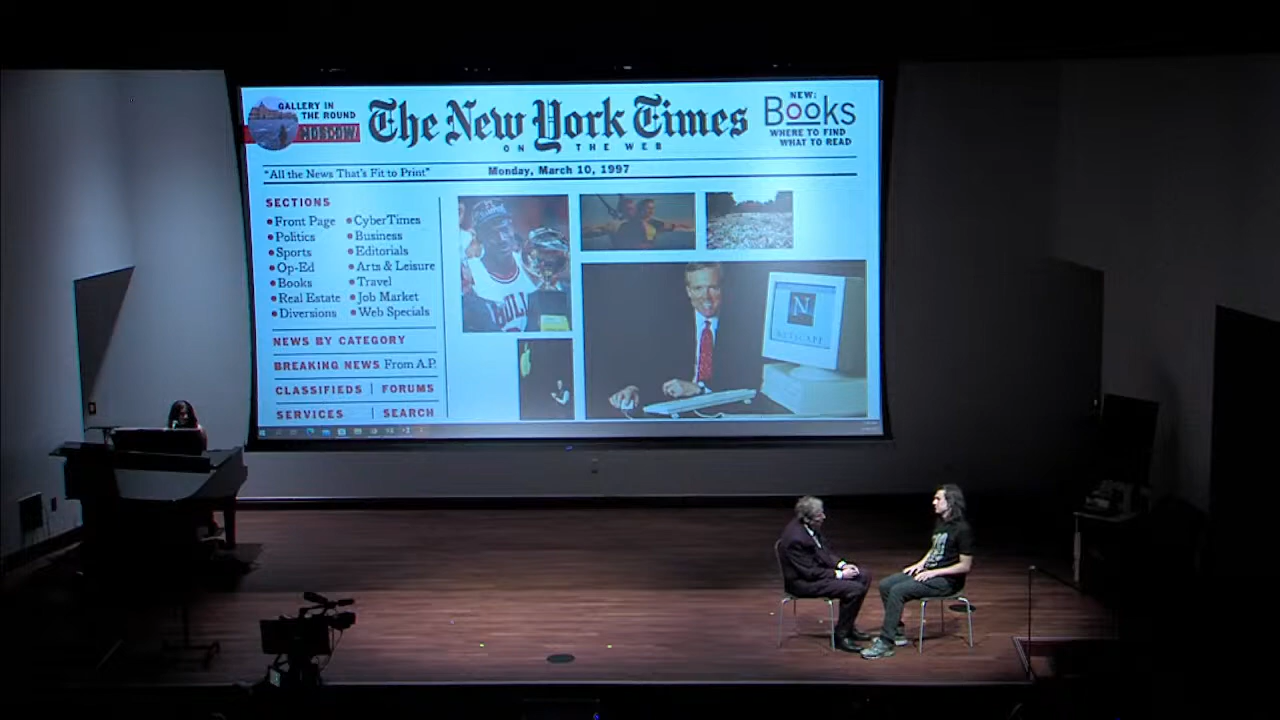 GALLERY IN
THE ROUND
MOSCOW
The New York Times
ON THE WEB
NEW:
Books
WHERE TO FIND
WHAT TO READ
"All the News That's Fit to Print"
Monday, March 10, 1997
SECTIONS
•Front Page •CyberTimes
•Politics •Business
•Sports •Editorials
•Op-Ed •Arts & Leisure
•Books •Travel
•Real Estate •Job Market
•Diversions •Web Specials
NEWS BY CATEGORY
BREAKING NEWS From A.P.
CLASSIFIEDS | FORUMS
SERVICES | SEARCH
N
NETSCAPE